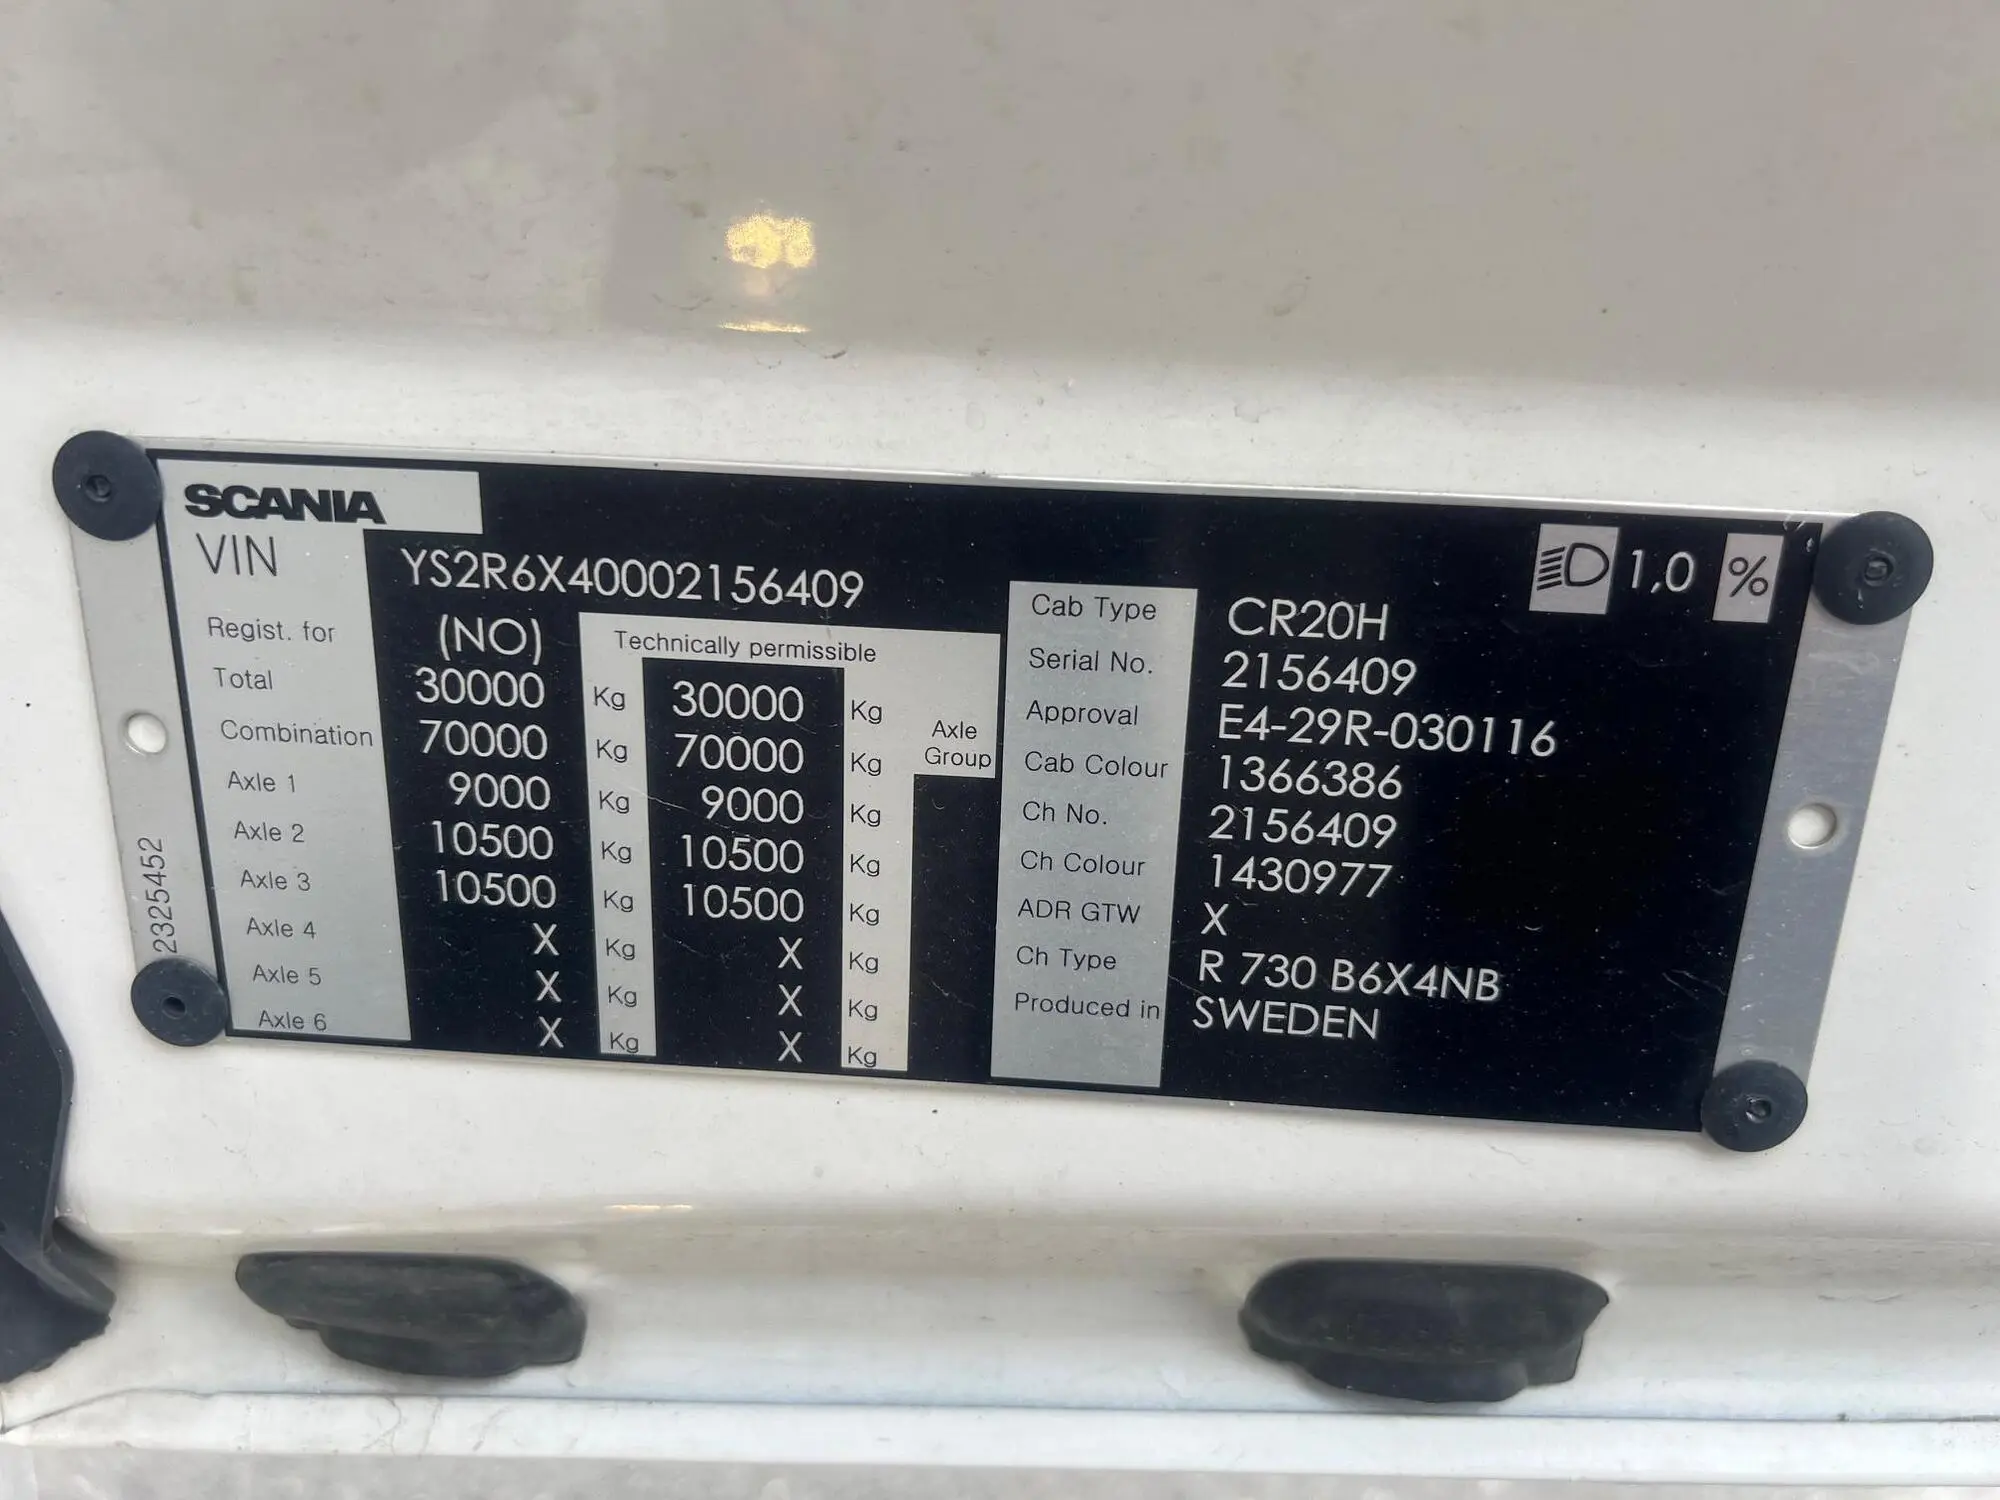 SCANIA
VIN YS2R6X40002156409
Regist. for (NO) Technically permissible
Total 30000 Kg 30000 Kg
Combination 70000 Kg 70000 Kg Axle Group
Axle 1 9000 Kg 9000 Kg
Axle 2 10500 Kg 10500 Kg
Axle 3 10500 Kg 10500 Kg
Axle 4 X Kg X Kg
Axle 5 X Kg X Kg
Axle 6 X Kg X Kg
1,0 %
Cab Type CR20H
Serial No. 2156409
Approval E4-29R-030116
Cab Colour 1366386
Ch No. 2156409
Ch Colour 1430977
ADR GTW X
Ch Type R 730 B6X4NB
Produced in SWEDEN
2325452